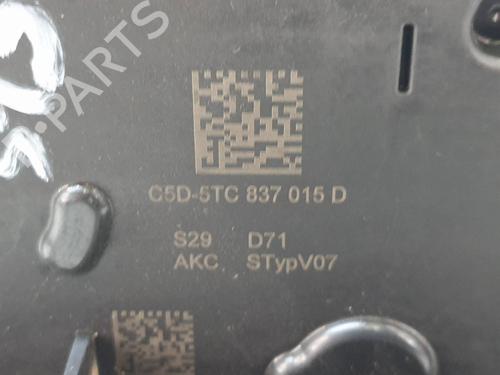 PARTS
C5D-5TC 837 015 D
S29 D71
AKC STypV07